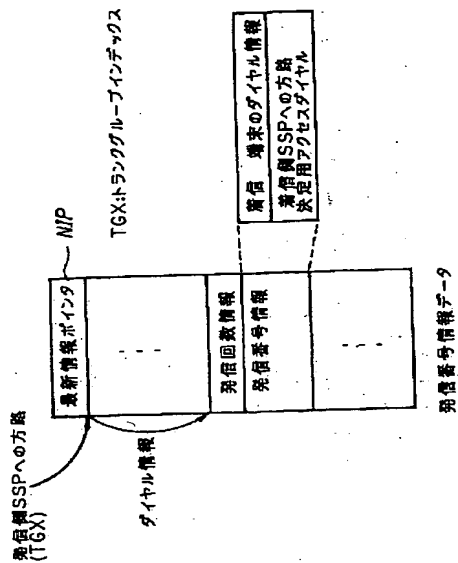 発信側SSPへの方路
(TGX)
最新情報ポインタ
NIP
TGX:トランクグループインデックス
ダイヤル情報
発信回数情報
発信番号情報
着信 端末のダイヤル情報
着信側SSPへの方路
決定用アクセスダイヤル
発信番号情報データ